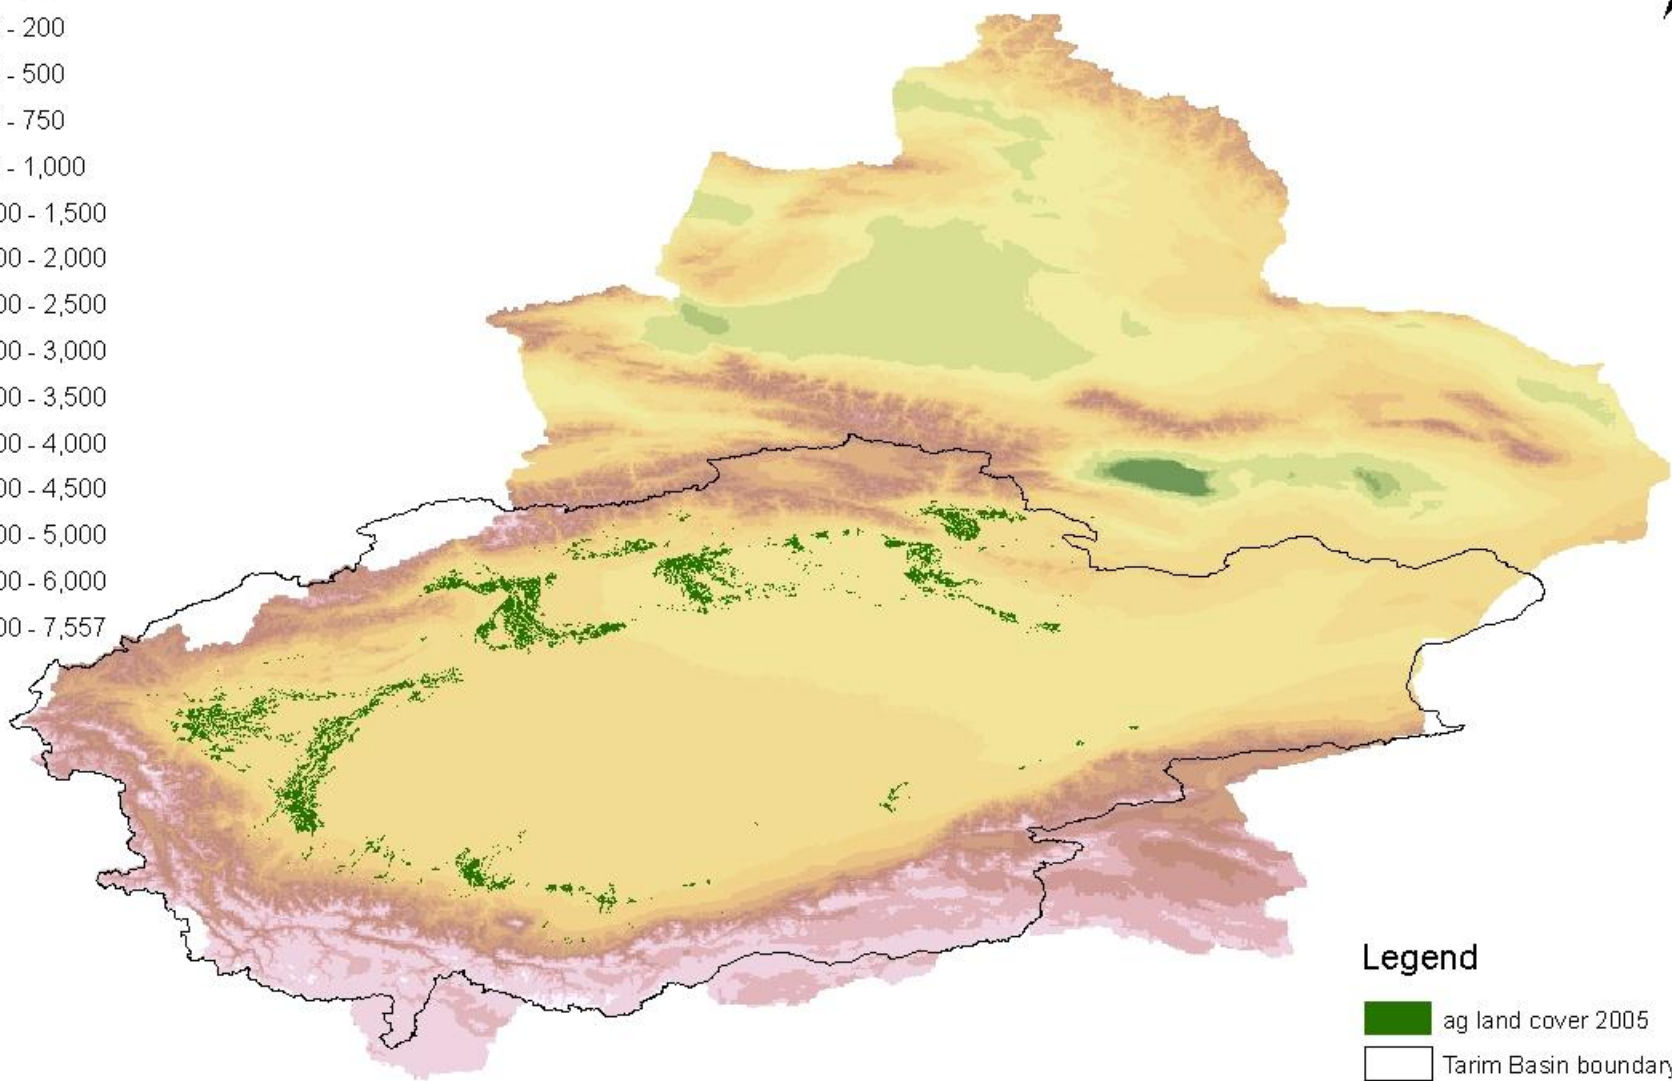 - 200
- 500
- 750
- 1,000
00 - 1,500
00 - 2,000
00 - 2,500
00 - 3,000
00 - 3,500
00 - 4,000
00 - 4,500
00 - 5,000
00 - 6,000
00 - 7,557
Legend
ag land cover 2005
Tarim Basin boundary